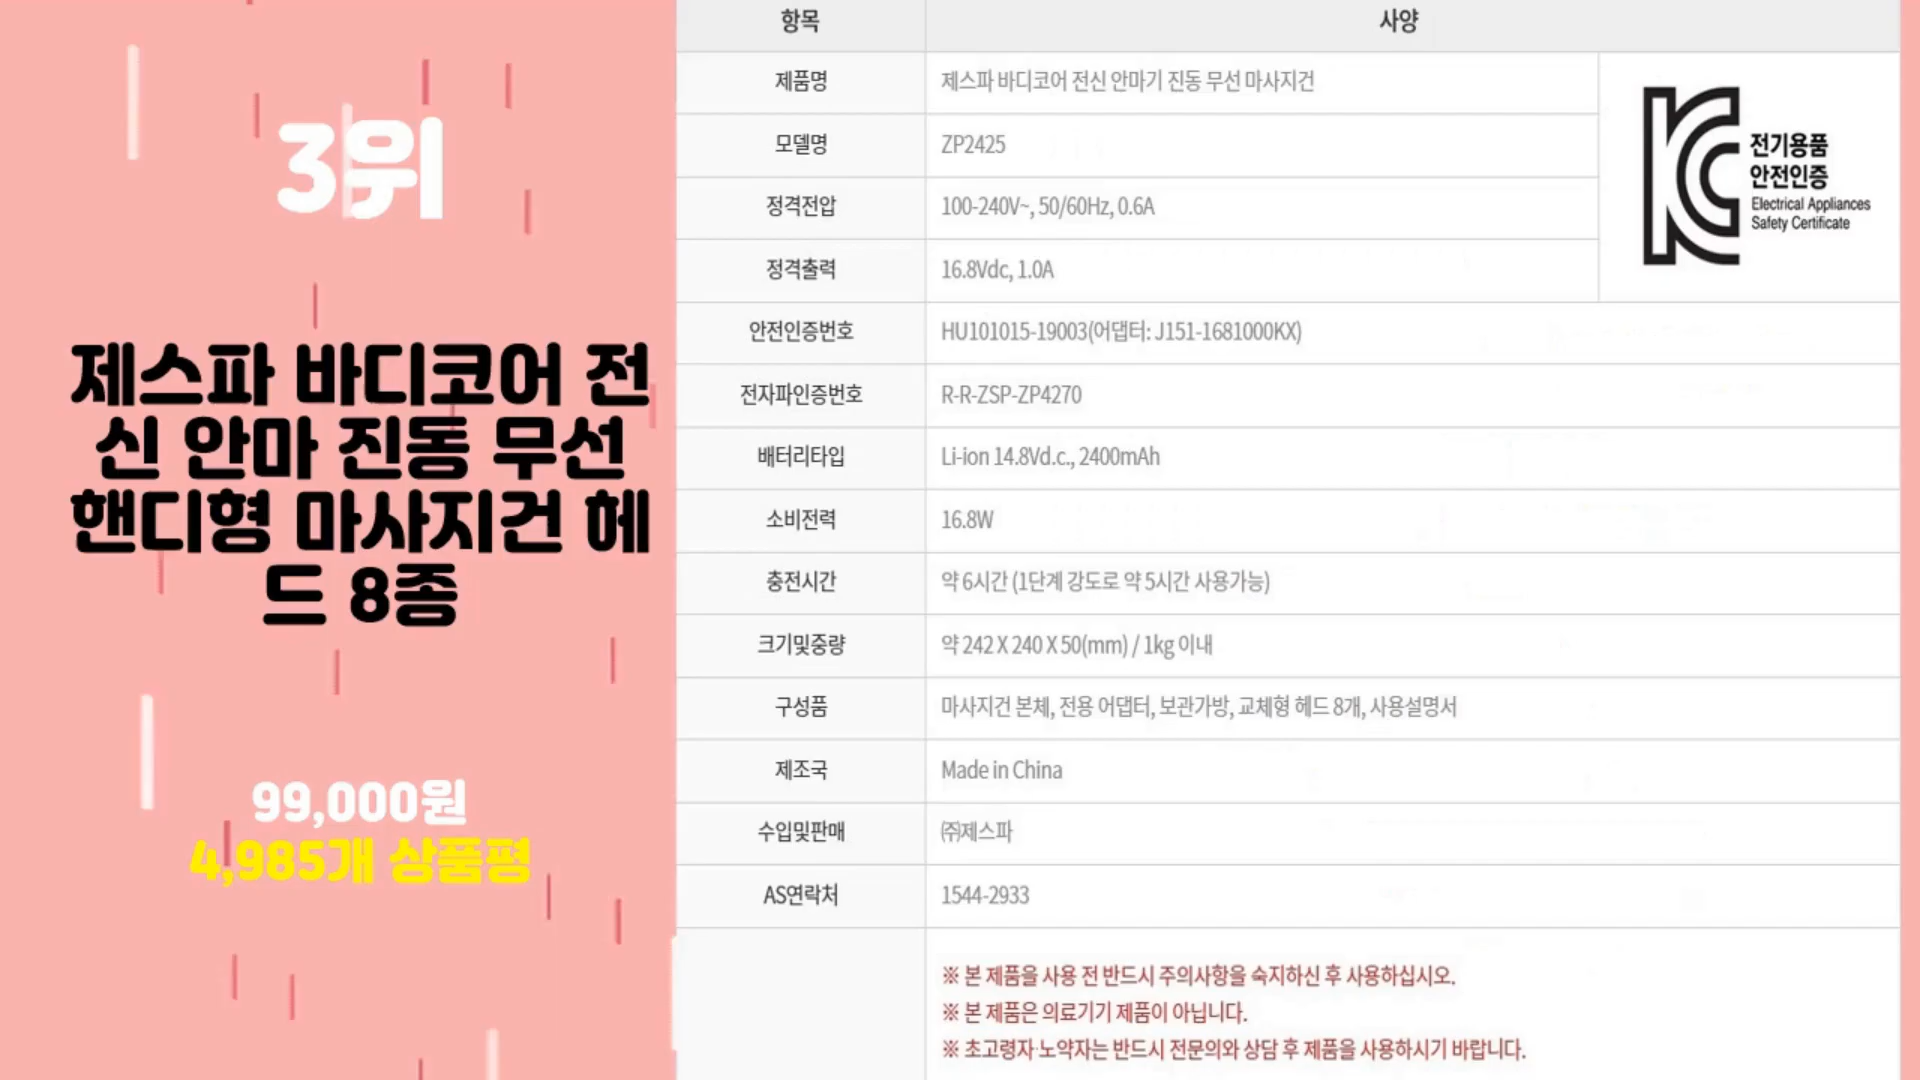 3위
제스파 바디코어 전
신 안마 진동 무선
핸디형 마사지건 헤
드 8종
99,000원
4,985개 상품평
항목 사양
제품명 제스파 바디코어 전신 안마기 진동 무선 마사지건
모델명 ZP2425
정격전압 100-240V~, 50/60Hz, 0.6A
정격출력 16.8Vdc, 1.0A
전기용품
안전인증
Electrical Appliances
Safety Certificate
안전인증번호 HU101015-19003(어댑터: J151-1681000KX)
전자파인증번호 R-R-ZSP-ZP4270
배터리타입 Li-ion 14.8Vd.c., 2400mAh
소비전력 16.8W
충전시간 약 6시간 (1단계 강도로 약 5시간 사용가능)
크기및중량 약 242 X 240 X 50(mm) / 1kg 이내
구성품 마사지건 본체, 전용 어댑터, 보관가방, 교체형 헤드 8개, 사용설명서
제조국 Made in China
수입및판매 ㈜제스파
AS연락처 1544-2933
※ 본 제품을 사용 전 반드시 주의사항을 숙지하신 후 사용하십시오.
※ 본 제품은 의료기기 제품이 아닙니다.
※ 초고령자·노약자는 반드시 전문의와 상담 후 제품을 사용하시기 바랍니다.